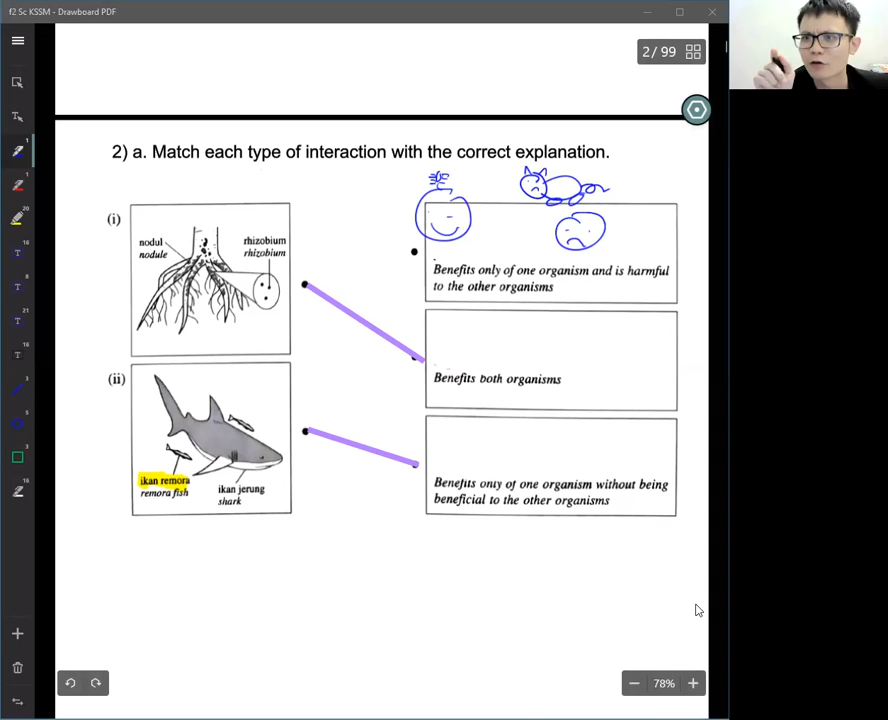 f2 Sc KSSM - Drawboard PDF
2 / 99
2) a. Match each type of interaction with the correct explanation.
(i)
nodul
nodule
rhizobium
rhizobium
Benefits only of one organism and is harmful
to the other organisms
Benefits both organisms
(ii)
ikan remora
remora fish
ikan jerung
shark
Benefits only of one organism without being
beneficial to the other organisms
78%